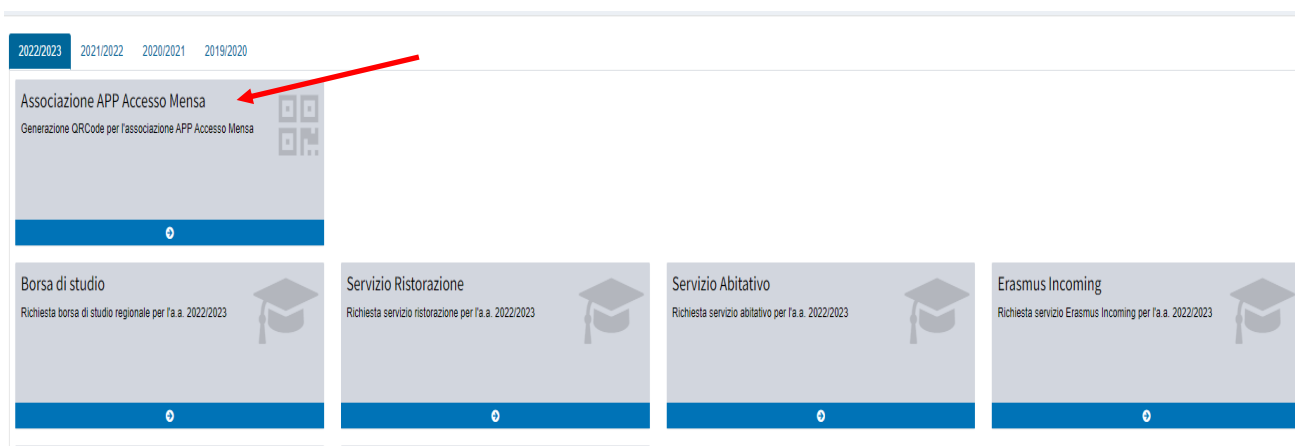 2022/2023 2021/2022 2020/2021 2019/2020
Associazione APP Accesso Mensa
Generazione QRCode per l'associazione APP Accesso Mensa
Borsa di studio
Richiesta borsa di studio regionale per l'a.a. 2022/2023
Servizio Ristorazione
Richiesta servizio ristorazione per l'a.a. 2022/2023
Servizio Abitativo
Richiesta servizio abitativo per l'a.a. 2022/2023
Erasmus Incoming
Richiesta servizio Erasmus Incoming per l'a.a. 2022/2023